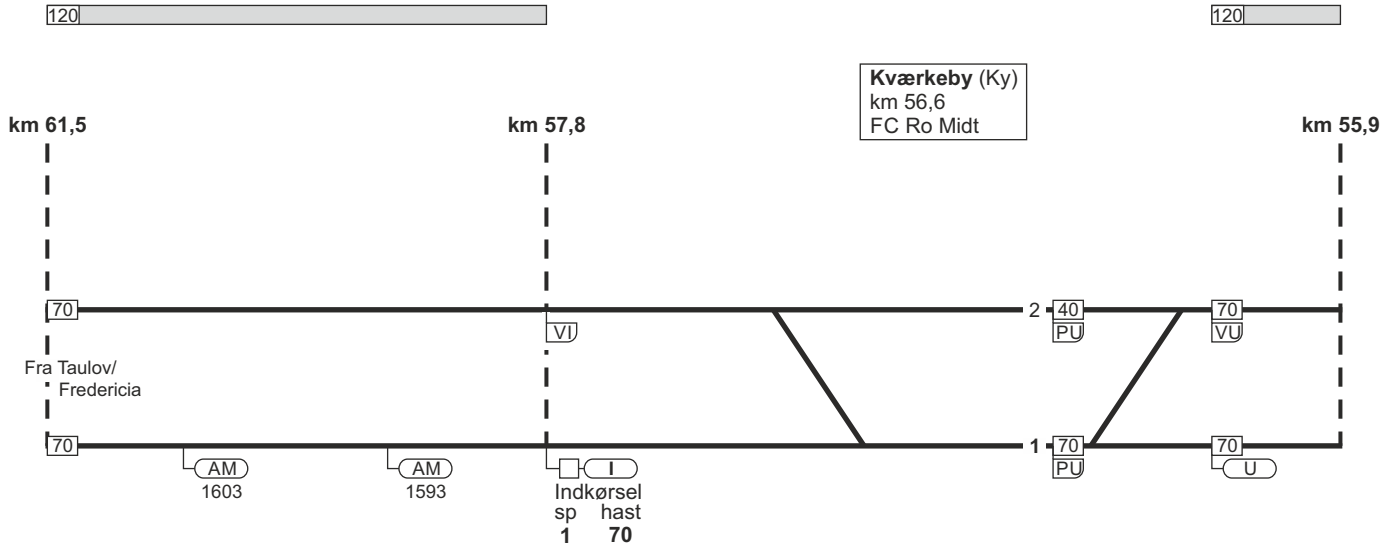 120
120
Kværkeby (Ky)
km 56,6
FC Ro Midt
km 61,5
km 57,8
km 55,9
70
2
40
70
VI
PU
VU
Fra Taulov/
Fredericia
70
1
70
70
AM
AM
I
PU
U
1603
1593
Indkørsel
sp hast
1 70